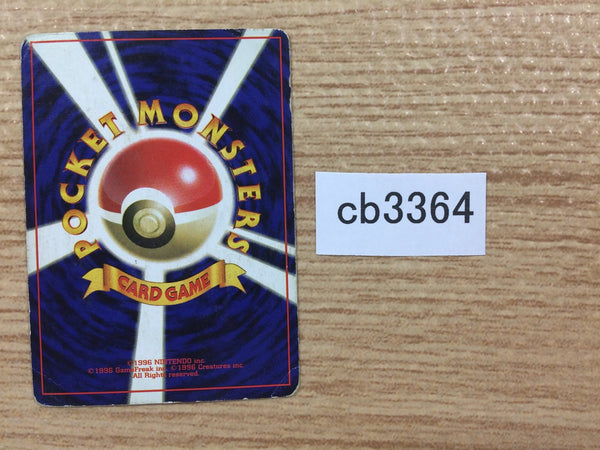 POCKET MONSTERS
CARD GAME
©1996 NINTENDO inc.
©1996 GameFreak inc. ©1996 Creatures inc.
All Rights reserved.
cb3364